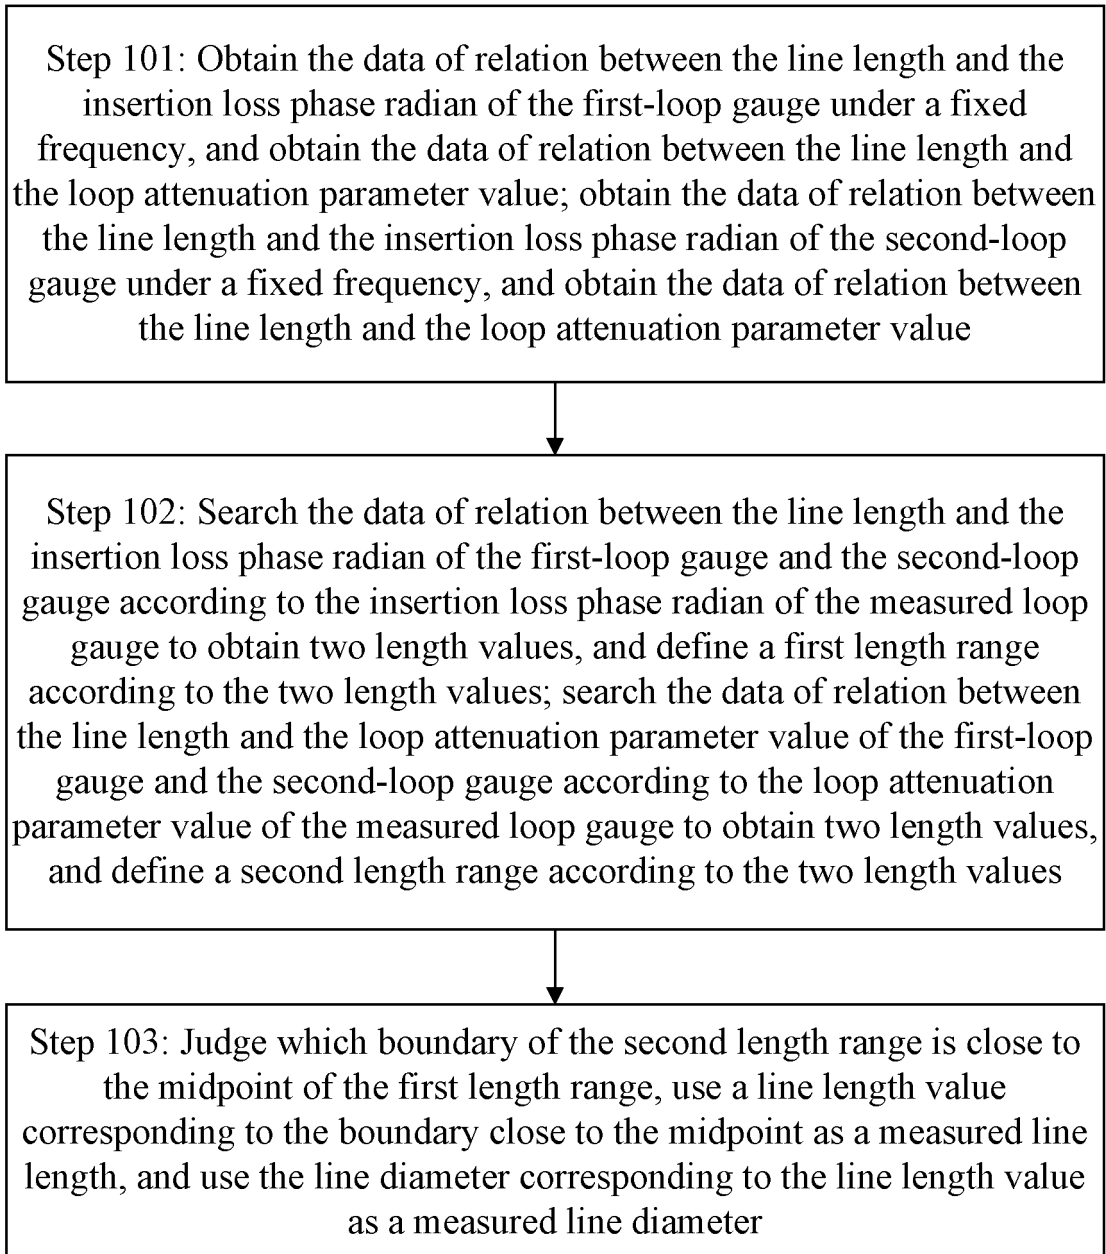 Step 101: Obtain the data of relation between the line length and the
insertion loss phase radian of the first-loop gauge under a fixed
frequency, and obtain the data of relation between the line length and
the loop attenuation parameter value; obtain the data of relation between
the line length and the insertion loss phase radian of the second-loop
gauge under a fixed frequency, and obtain the data of relation between
the line length and the loop attenuation parameter value
Step 102: Search the data of relation between the line length and the
insertion loss phase radian of the first-loop gauge and the second-loop
gauge according to the insertion loss phase radian of the measured loop
gauge to obtain two length values, and define a first length range
according to the two length values; search the data of relation between
the line length and the loop attenuation parameter value of the first-loop
gauge and the second-loop gauge according to the loop attenuation
parameter value of the measured loop gauge to obtain two length values,
and define a second length range according to the two length values
Step 103: Judge which boundary of the second length range is close to
the midpoint of the first length range, use a line length value
corresponding to the boundary close to the midpoint as a measured line
length, and use the line diameter corresponding to the line length value
as a measured line diameter